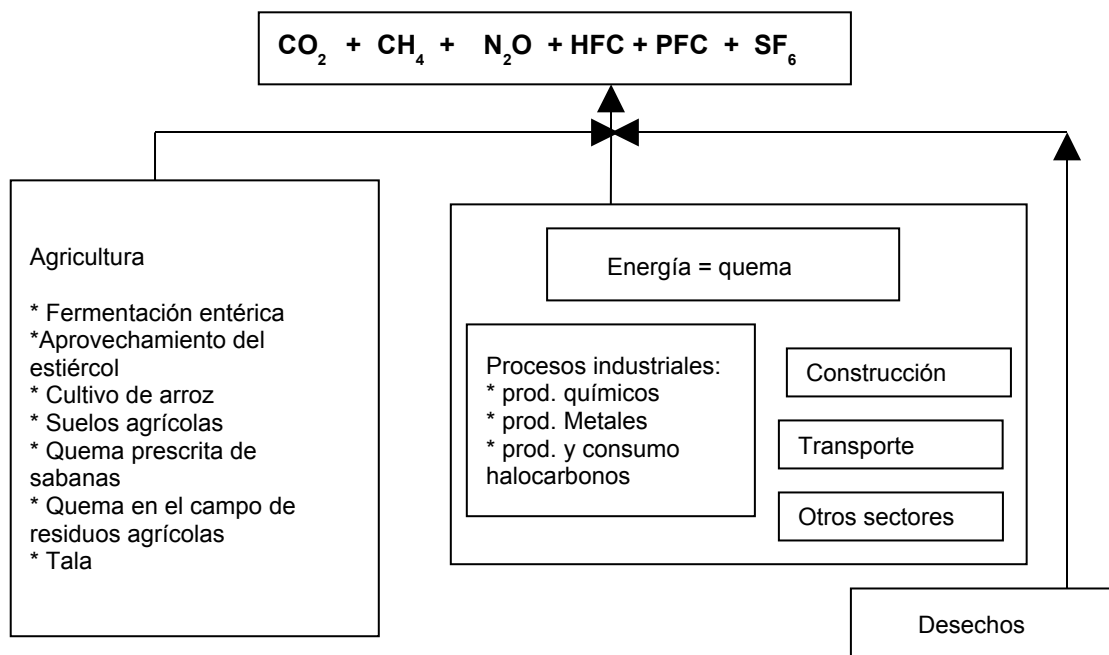 CO₂ + CH₄ + N₂O + HFC + PFC + SF₆
Agricultura
* Fermentación entérica
*Aprovechamiento del
estiércol
* Cultivo de arroz
* Suelos agrícolas
* Quema prescrita de
sabanas
* Quema en el campo de
residuos agrícolas
* Tala
Energía = quema
Procesos industriales:
* prod. químicos
* prod. Metales
* prod. y consumo
halocarbonos
Construcción
Transporte
Otros sectores
Desechos